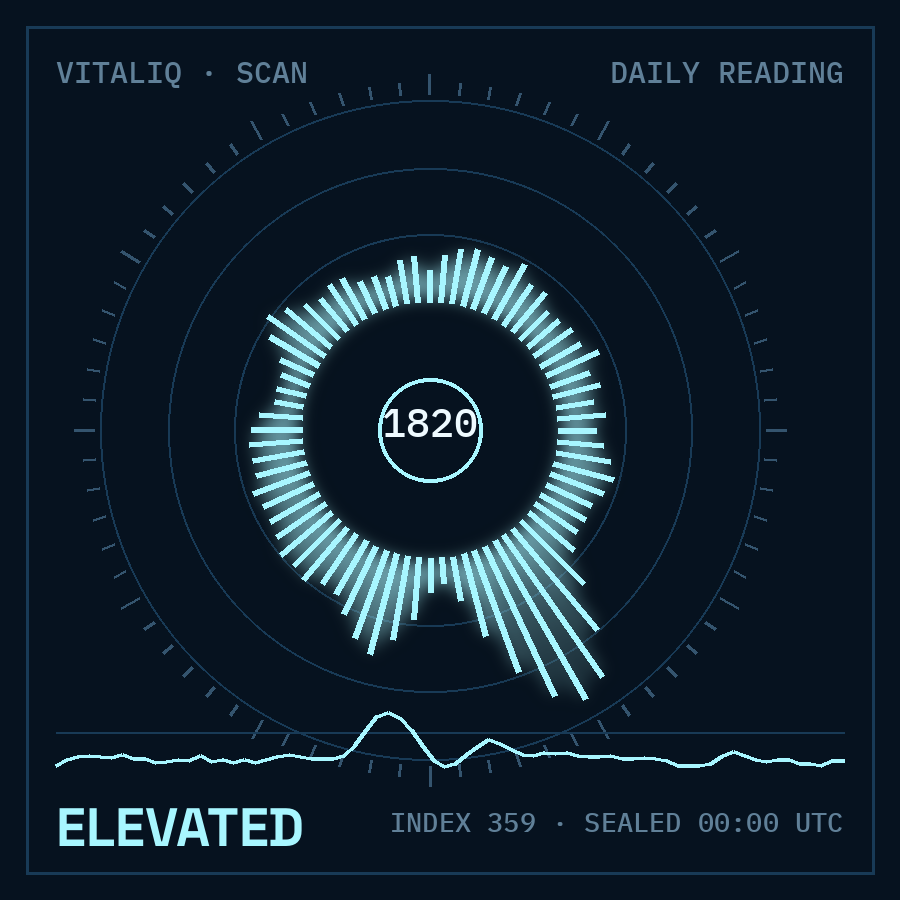 VITALIQ · SCAN
DAILY READING
1820
ELEVATED
INDEX 359 · SEALED 00:00 UTC